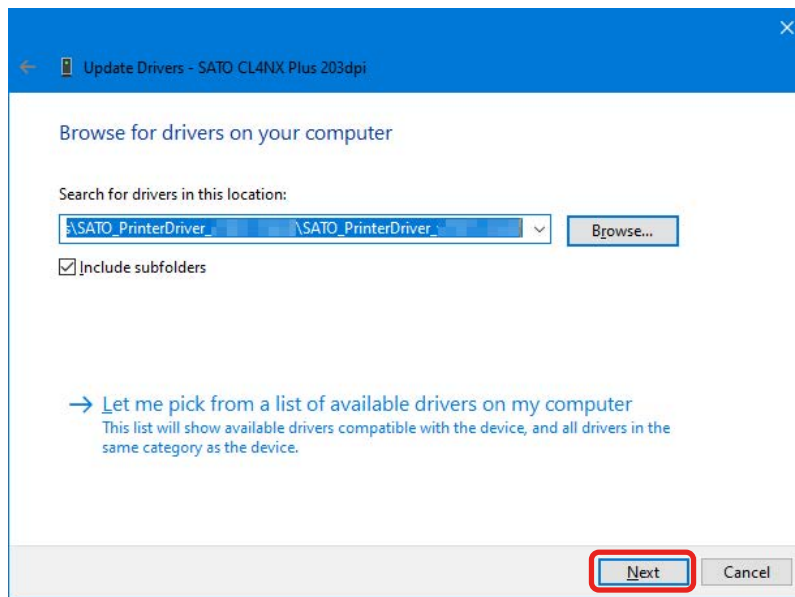 Update Drivers - SATO CL4NX Plus 203dpi
Browse for drivers on your computer
Search for drivers in this location:
s\SATO_PrinterDriver_ \SATO_PrinterDriver_
Browse...
Include subfolders
Let me pick from a list of available drivers on my computer
This list will show available drivers compatible with the device, and all drivers in the
same category as the device.
Next
Cancel